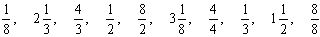 1/8, 2 1/3, 4/3, 1/2, 8/2, 3 1/8, 4/4, 1/3, 1 1/2, 8/8